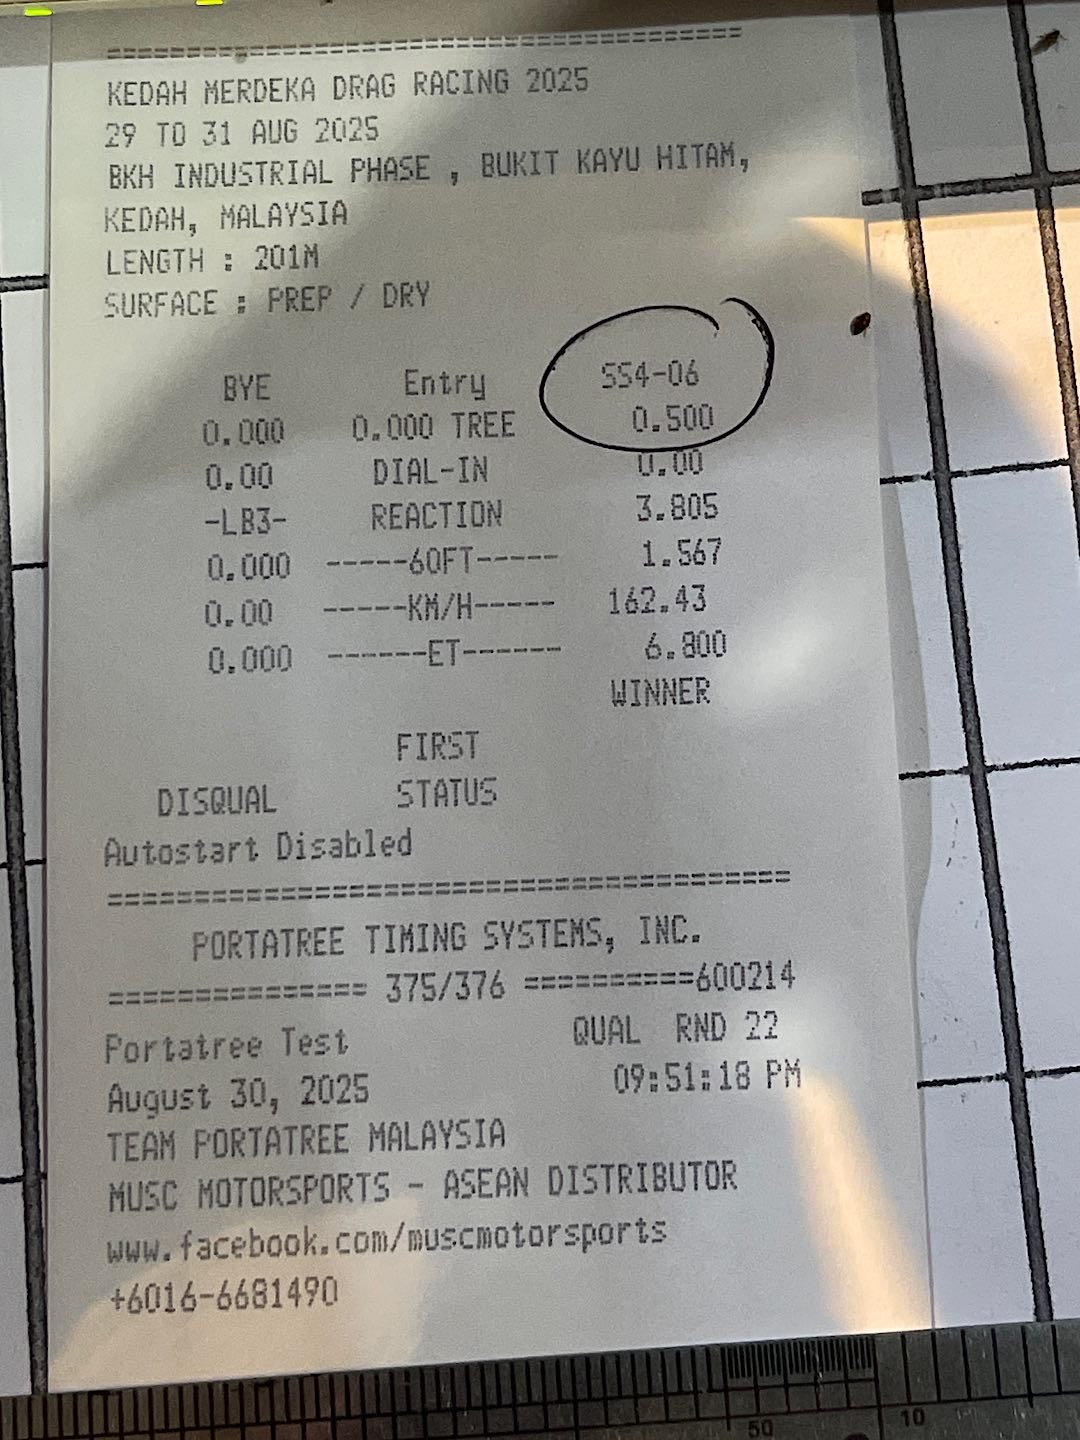 =====================================
KEDAH MERDEKA DRAG RACING 2025
29 TO 31 AUG 2025
BKH INDUSTRIAL PHASE , BUKIT KAYU HITAM,
KEDAH, MALAYSIA
LENGTH : 201M
SURFACE : PREP / DRY
BYE Entry SS4-06
0.000 0.000 TREE 0.500
0.00 DIAL-IN 0.00
-LB3- REACTION 3.805
0.000 -----60FT----- 1.567
0.00 -----KM/H----- 162.43
0.000 ------ET------ 6.800
WINNER
FIRST
DISQUAL STATUS
Autostart Disabled
=======================================
PORTATREE TIMING SYSTEMS, INC.
=============== 375/376 ==========600214
Portatree Test QUAL RND 22
August 30, 2025 09:51:18 PM
TEAM PORTATREE MALAYSIA
MUSC MOTORSPORTS - ASEAN DISTRIBUTOR
www.facebook.com/muscmotorsports
+6016-6681490
50 10